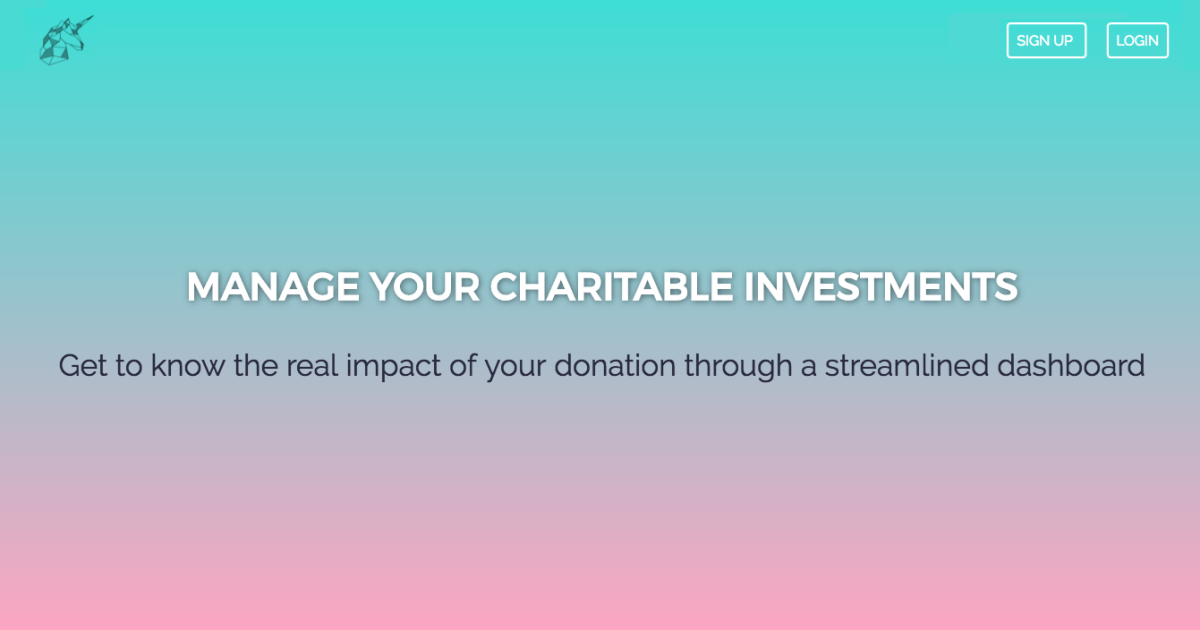 SIGN UP
LOGIN
MANAGE YOUR CHARITABLE INVESTMENTS
Get to know the real impact of your donation through a streamlined dashboard